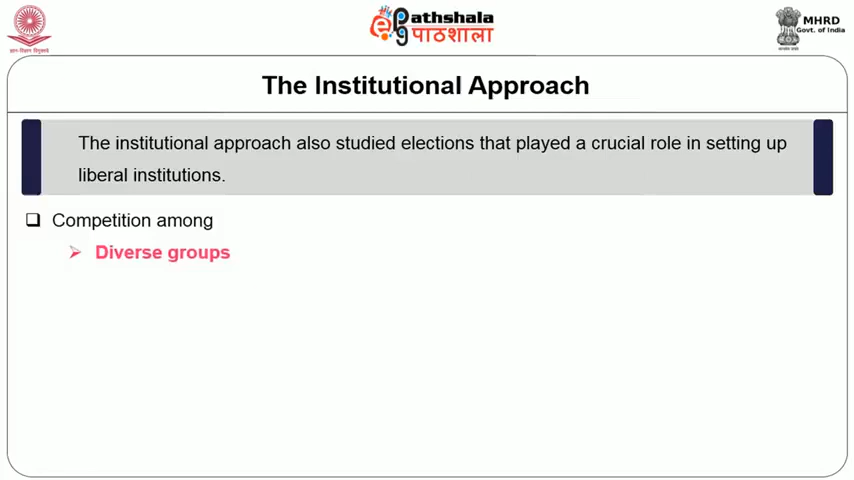 ePathshala
पाठशाला
MHRD
Govt. of India
The Institutional Approach
The institutional approach also studied elections that played a crucial role in setting up
liberal institutions.
Competition among
Diverse groups